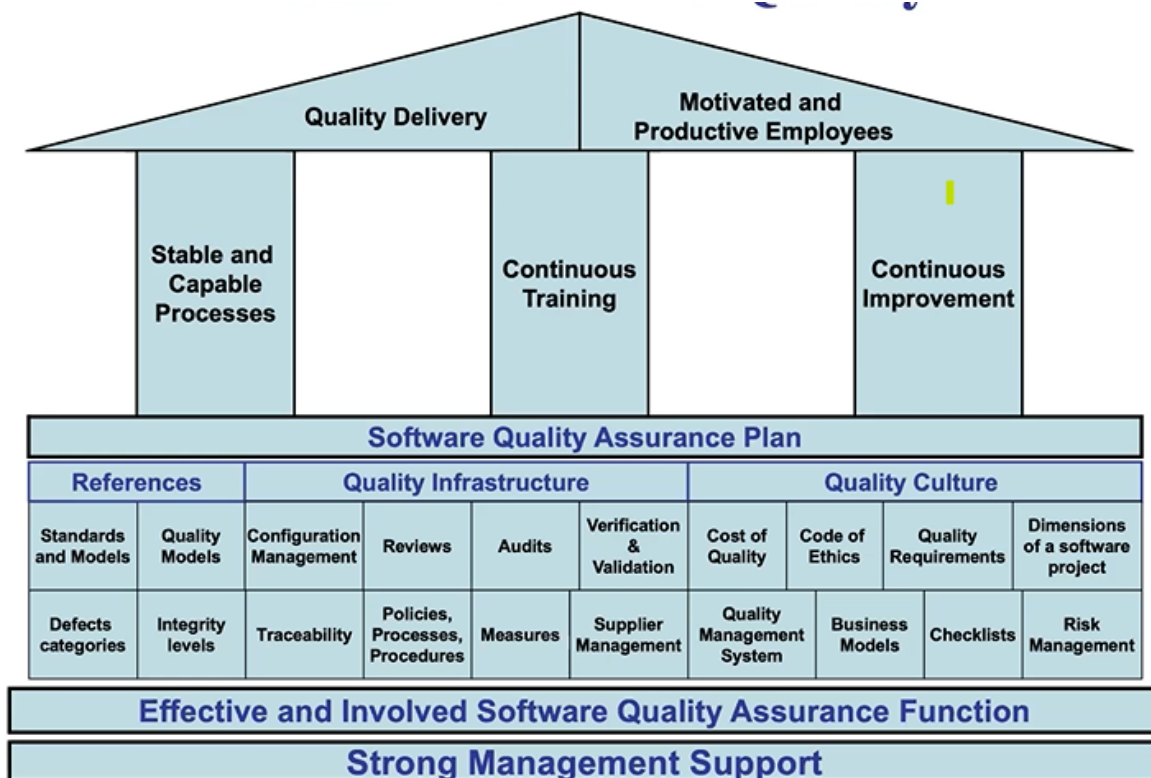 Quality Delivery
Motivated and
Productive Employees
Stable and
Capable
Processes
Continuous
Training
Continuous
Improvement
Software Quality Assurance Plan
References
Quality Infrastructure
Quality Culture
Standards
and Models
Quality
Models
Configuration
Management
Reviews
Audits
Verification
&
Validation
Cost of
Quality
Code of
Ethics
Quality
Requirements
Dimensions
of a software
project
Defects
categories
Integrity
levels
Traceability
Policies,
Processes,
Procedures
Measures
Supplier
Management
Quality
Management
System
Business
Models
Checklists
Risk
Management
Effective and Involved Software Quality Assurance Function
Strong Management Support